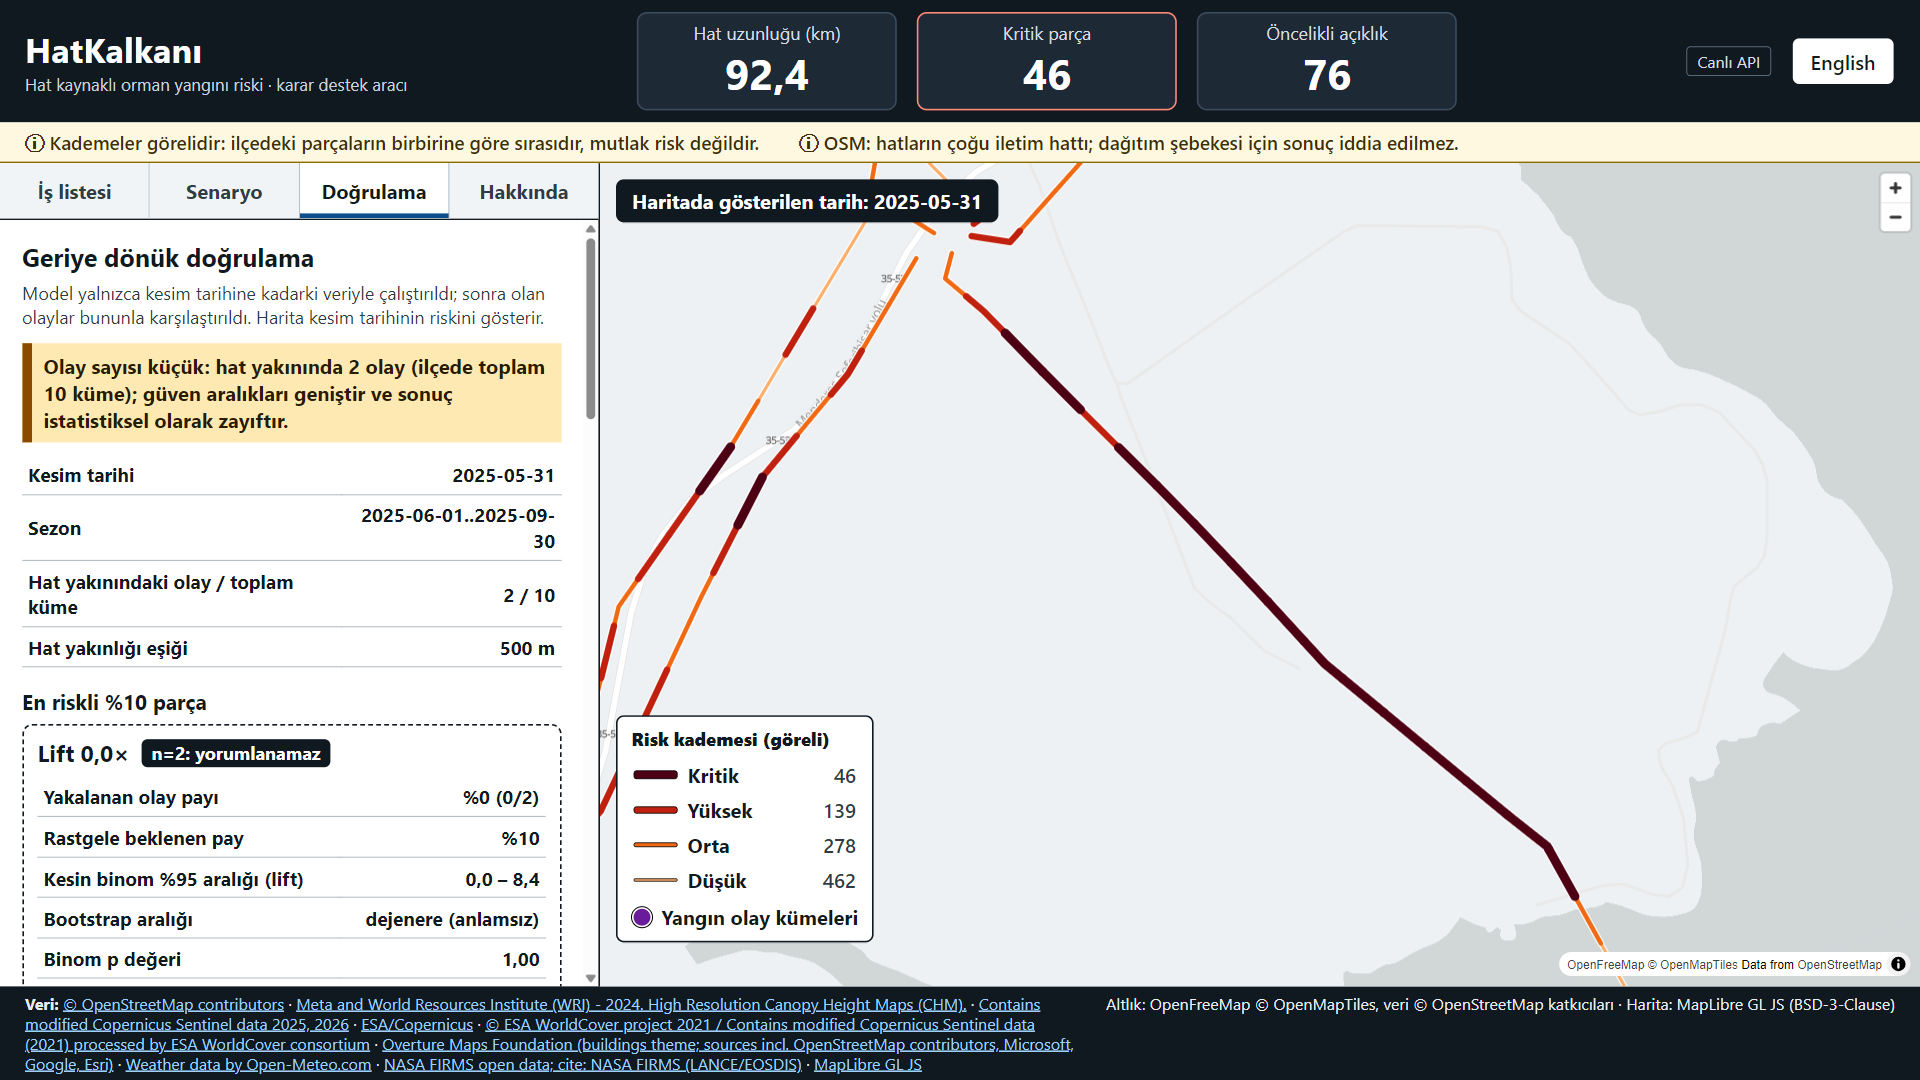 HatKalkanı
Hat kaynaklı orman yangını riski · karar destek aracı
Hat uzunluğu (km)
92,4
Kritik parça
46
Öncelikli açıklık
76
Canlı API
English
Kademeler görelidir: ilçedeki parçaların birbirine göre sırasıdır, mutlak risk değildir.
OSM: hatların çoğu iletim hattı; dağıtım şebekesi için sonuç iddia edilmez.
İş listesi
Senaryo
Doğrulama
Hakkında
Geriye dönük doğrulama
Model yalnızca kesim tarihine kadarki veriyle çalıştırıldı; sonra olan
olaylar bununla karşılaştırıldı. Harita kesim tarihinin riskini gösterir.
Olay sayısı küçük: hat yakınında 2 olay (ilçede toplam
10 küme); güven aralıkları geniştir ve sonuç
istatistiksel olarak zayıftır.
Kesim tarihi 2025-05-31
Sezon 2025-06-01..2025-09-
30
Hat yakınındaki olay / toplam
küme 2 / 10
Hat yakınlığı eşiği 500 m
En riskli %10 parça
Lift 0,0× n=2: yorumlanamaz
Yakalanan olay payı %0 (0/2)
Rastgele beklenen pay %10
Kesin binom %95 aralığı (lift) 0,0 – 8,4
Bootstrap aralığı dejenere (anlamsız)
Binom p değeri 1,00
Haritada gösterilen tarih: 2025-05-31
+
−
Risk kademesi (göreli)
Kritik 46
Yüksek 139
Orta 278
Düşük 462
Yangın olay kümeleri
OpenFreeMap © OpenMapTiles Data from OpenStreetMap
Veri: © OpenStreetMap contributors · Meta and World Resources Institute (WRI) - 2024. High Resolution Canopy Height Maps (CHM). · Contains
modified Copernicus Sentinel data 2025, 2026 · ESA/Copernicus · © ESA WorldCover project 2021 / Contains modified Copernicus Sentinel data
(2021) processed by ESA WorldCover consortium · Overture Maps Foundation (buildings theme; sources incl. OpenStreetMap contributors, Microsoft,
Google, Esri) · Weather data by Open-Meteo.com · NASA FIRMS open data; cite: NASA FIRMS (LANCE/EOSDIS) · MapLibre GL JS
Altlık: OpenFreeMap © OpenMapTiles, veri © OpenStreetMap katkıcıları · Harita: MapLibre GL JS (BSD-3-Clause)